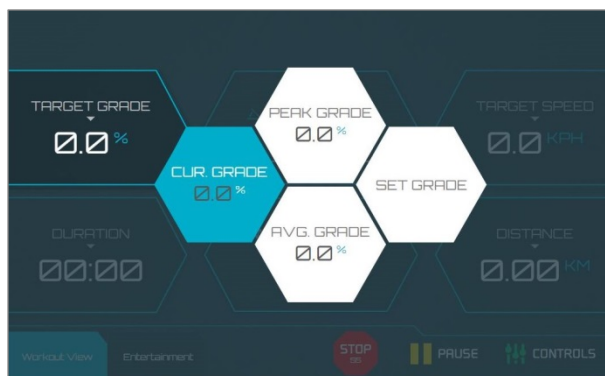 TARGET GRADE
0.0 %
CUR. GRADE
0.0 %
PEAK GRADE
0.0 %
AVG. GRADE
0.0 %
SET GRADE
TARGET SPEED
0.0 KPH
DURATION
00:00
DISTANCE
0.00 KM
Workout View
Entertainment
STOP
PAUSE
CONTROLS